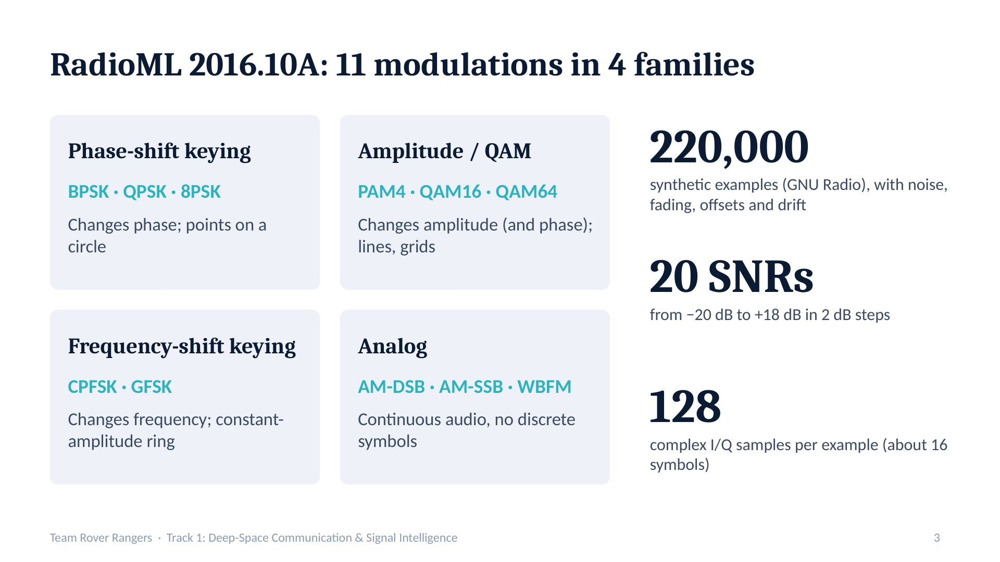 RadioML 2016.10A: 11 modulations in 4 families
Phase-shift keying
BPSK · QPSK · 8PSK
Changes phase; points on a
circle
Amplitude / QAM
PAM4 · QAM16 · QAM64
Changes amplitude (and phase);
lines, grids
Frequency-shift keying
CPFSK · GFSK
Changes frequency; constant-
amplitude ring
Analog
AM-DSB · AM-SSB · WBFM
Continuous audio, no discrete
symbols
220,000
synthetic examples (GNU Radio), with noise,
fading, offsets and drift
20 SNRs
from −20 dB to +18 dB in 2 dB steps
128
complex I/Q samples per example (about 16
symbols)
Team Rover Rangers · Track 1: Deep-Space Communication & Signal Intelligence
3